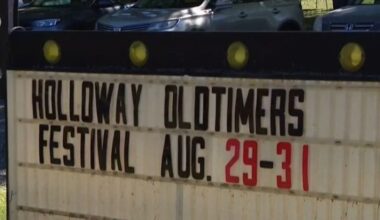 HOLLOWAY OLDTIMERS
FESTIVAL AUG. 29-31